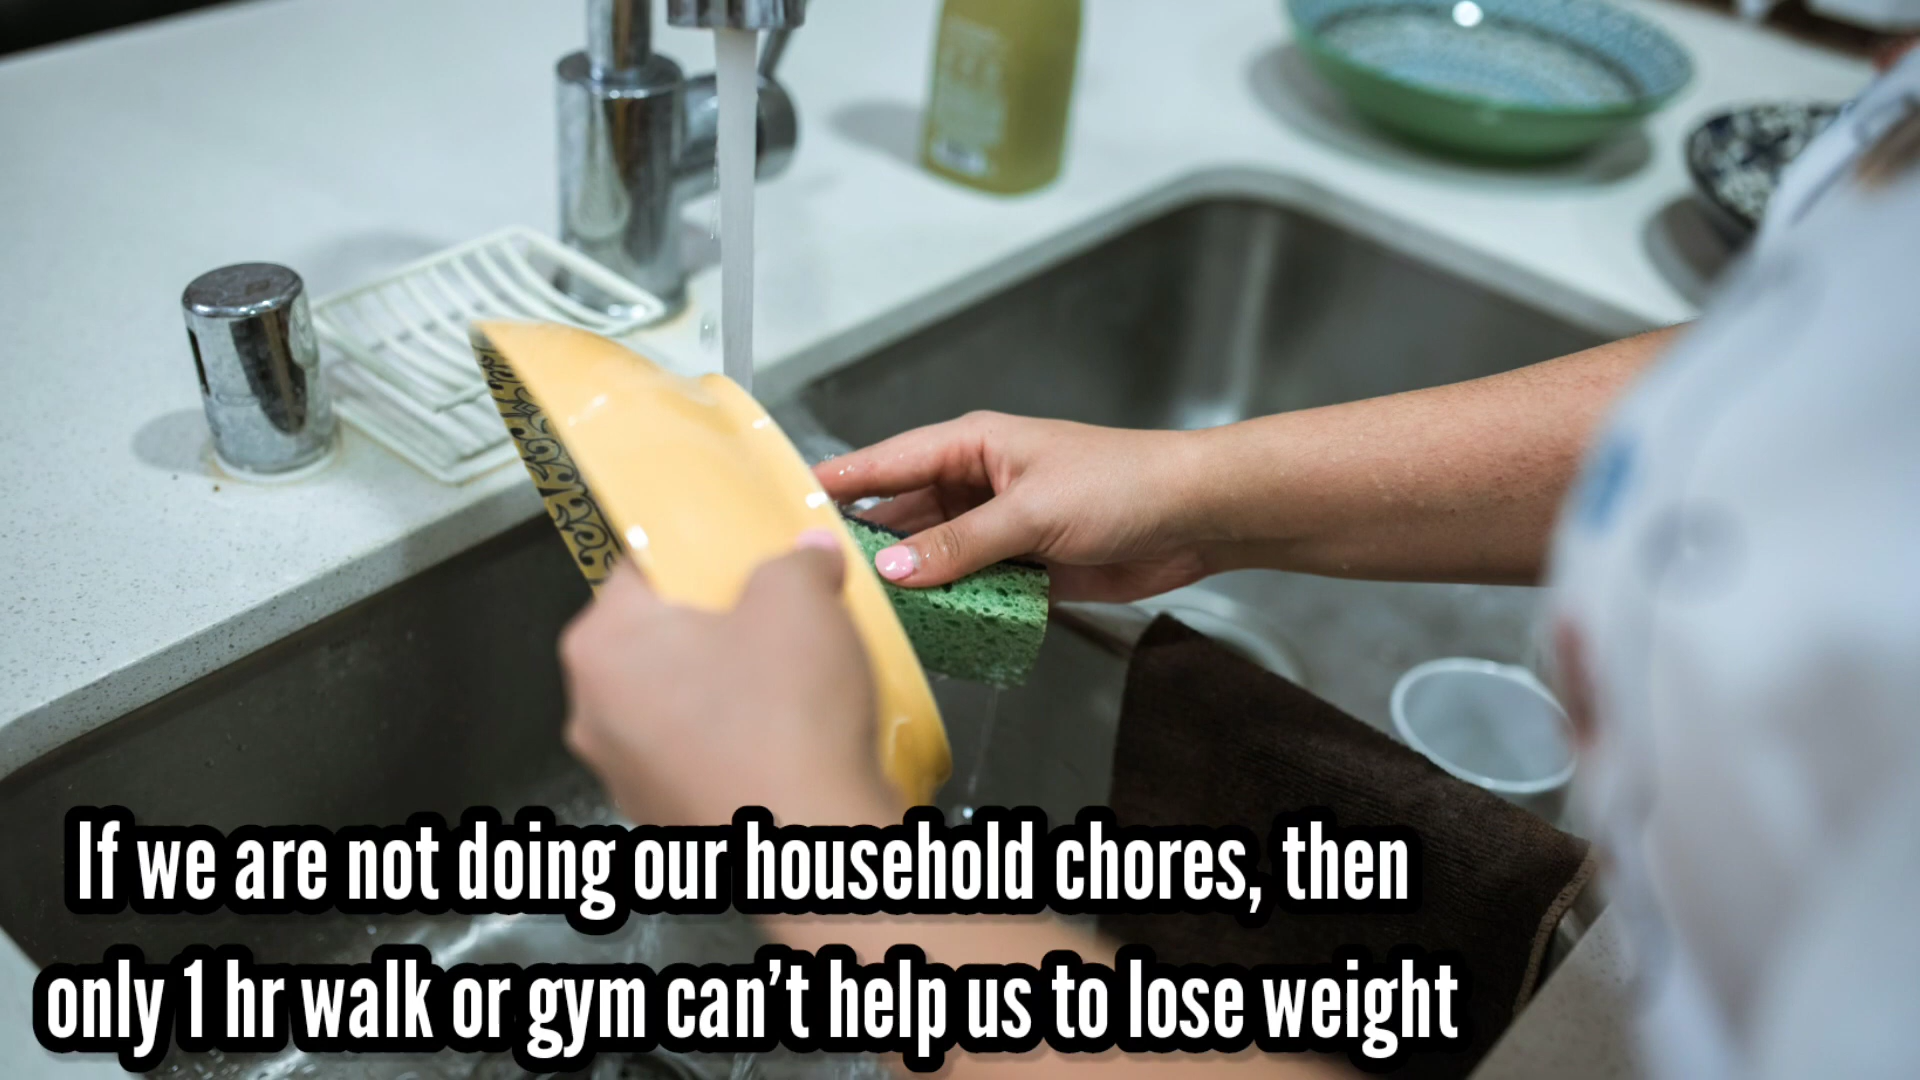 If we are not doing our household chores, then
only 1 hr walk or gym can’t help us to lose weight